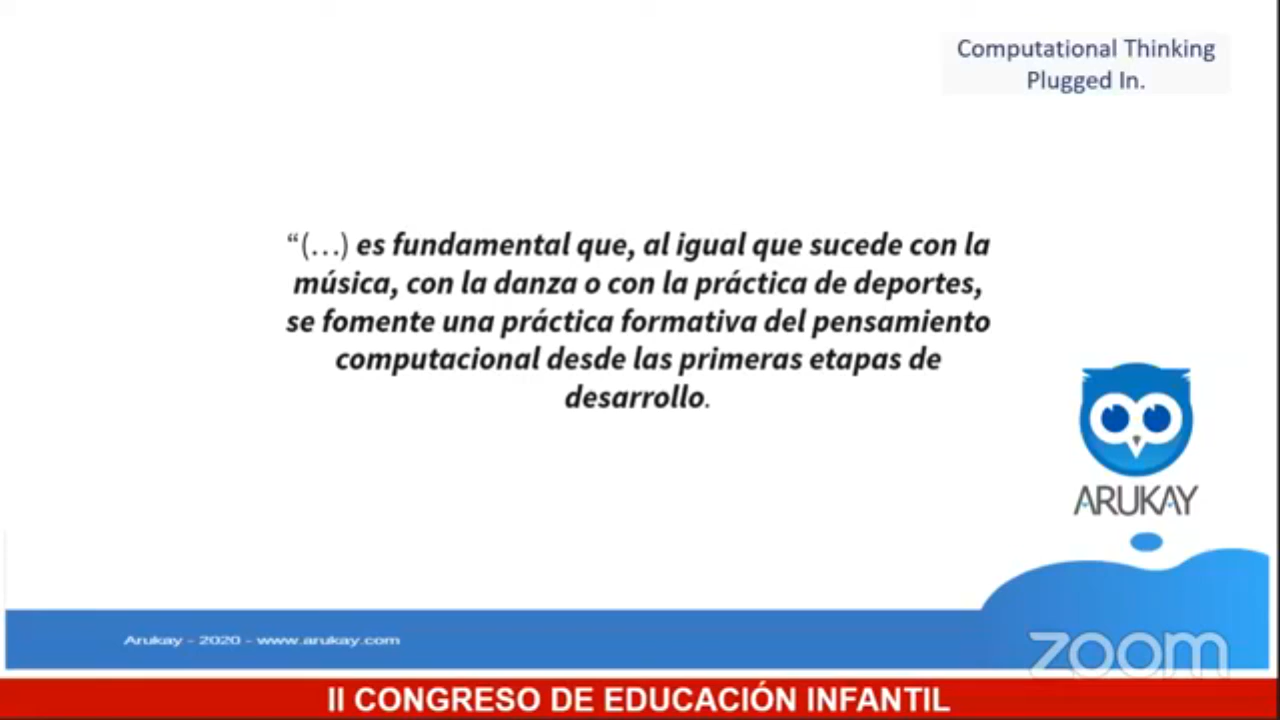 Computational Thinking
Plugged In.
“(…) es fundamental que, al igual que sucede con la
música, con la danza o con la práctica de deportes,
se fomente una práctica formativa del pensamiento
computacional desde las primeras etapas de
desarrollo.
ARUKAY
Arukay - 2020 - www.arukay.com
zoom
II CONGRESO DE EDUCACIÓN INFANTIL